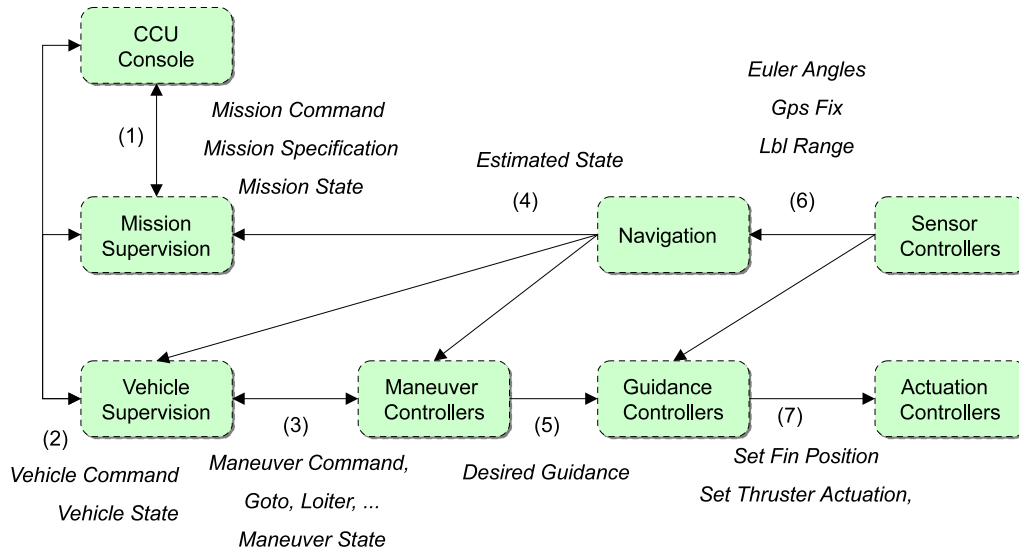 CCU
Console
(1)
Mission Command
Mission Specification
Mission State
Euler Angles
Gps Fix
Lbl Range
Estimated State
(4)
(6)
Mission
Supervision
Navigation
Sensor
Controllers
Vehicle
Supervision
Maneuver
Controllers
Guidance
Controllers
Actuation
Controllers
(2)
Vehicle Command
Vehicle State
(3)
Maneuver Command,
Goto, Loiter, ...
Maneuver State
(5)
Desired Guidance
(7)
Set Fin Position
Set Thruster Actuation,